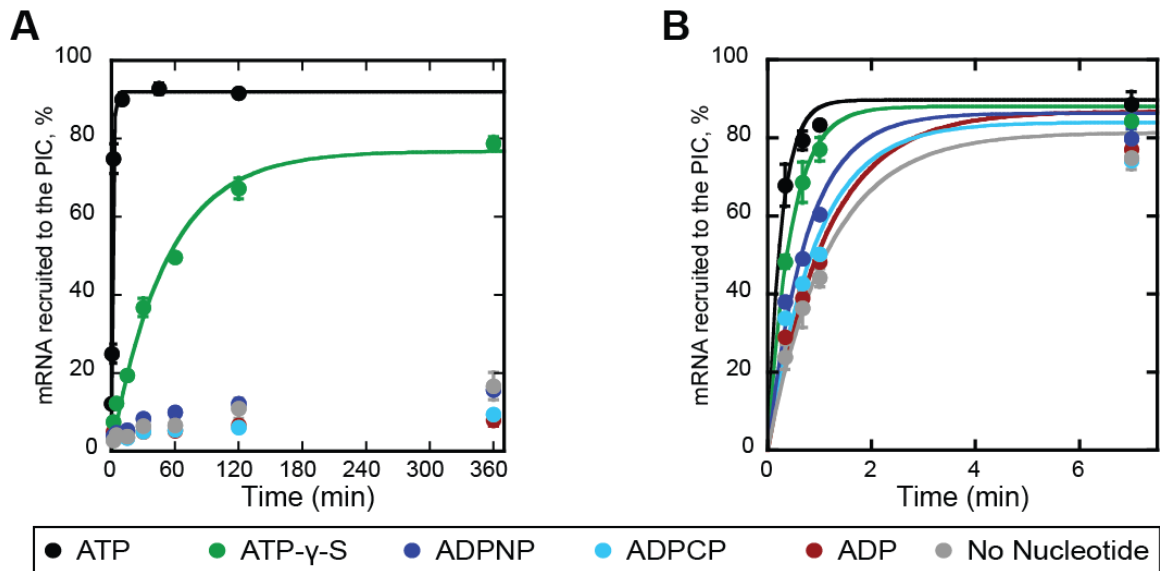 A
mRNA recruited to the PIC, %
100
80
60
40
20
0
0 60 120 180 240 300 360
Time (min)
B
mRNA recruited to the PIC, %
100
80
60
40
20
0
0 2 4 6
Time (min)
ATP ATP-γ-S ADPNP ADPCP ADP No Nucleotide